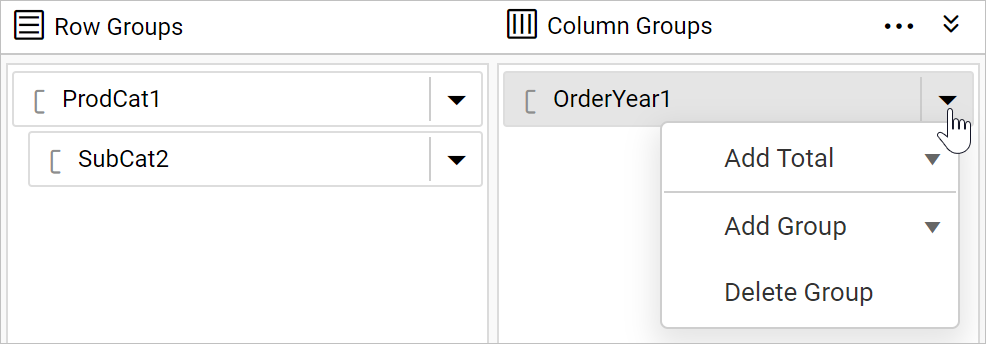 Row Groups
Column Groups
ProdCat1
OrderYear1
SubCat2
Add Total
Add Group
Delete Group